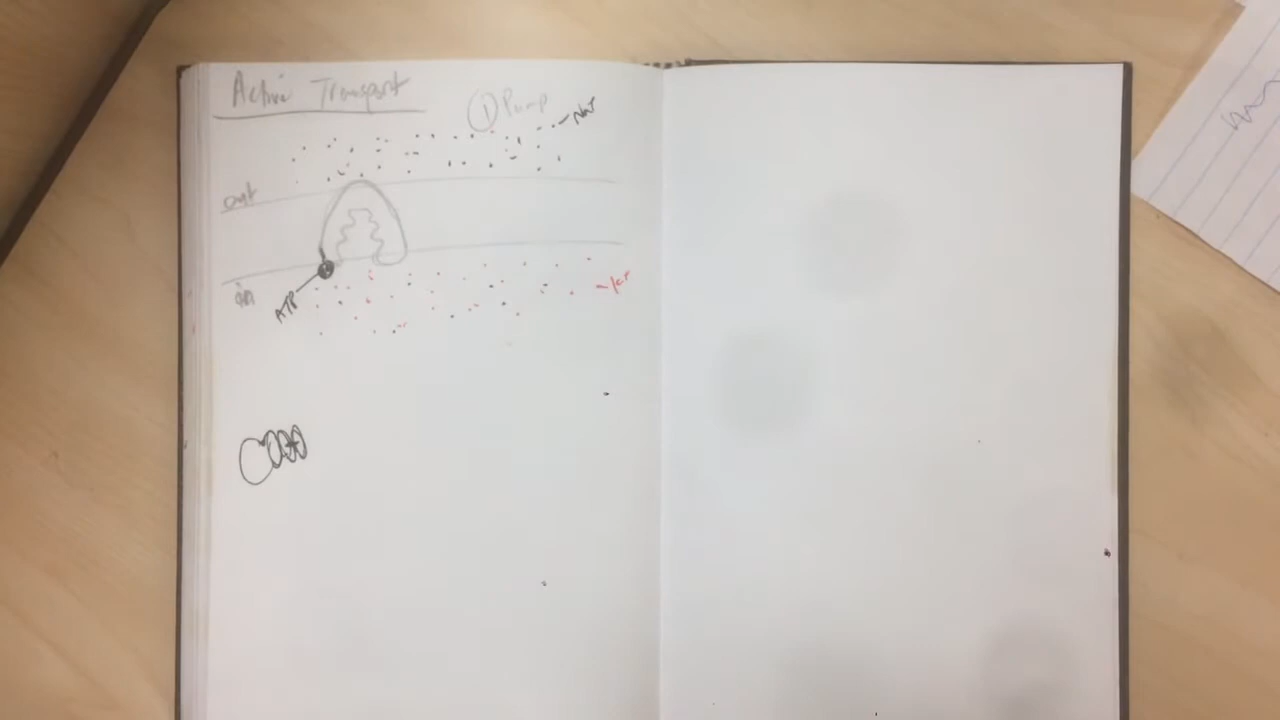 Active Transport
① Pump
Na+
out
in
ATP
K+